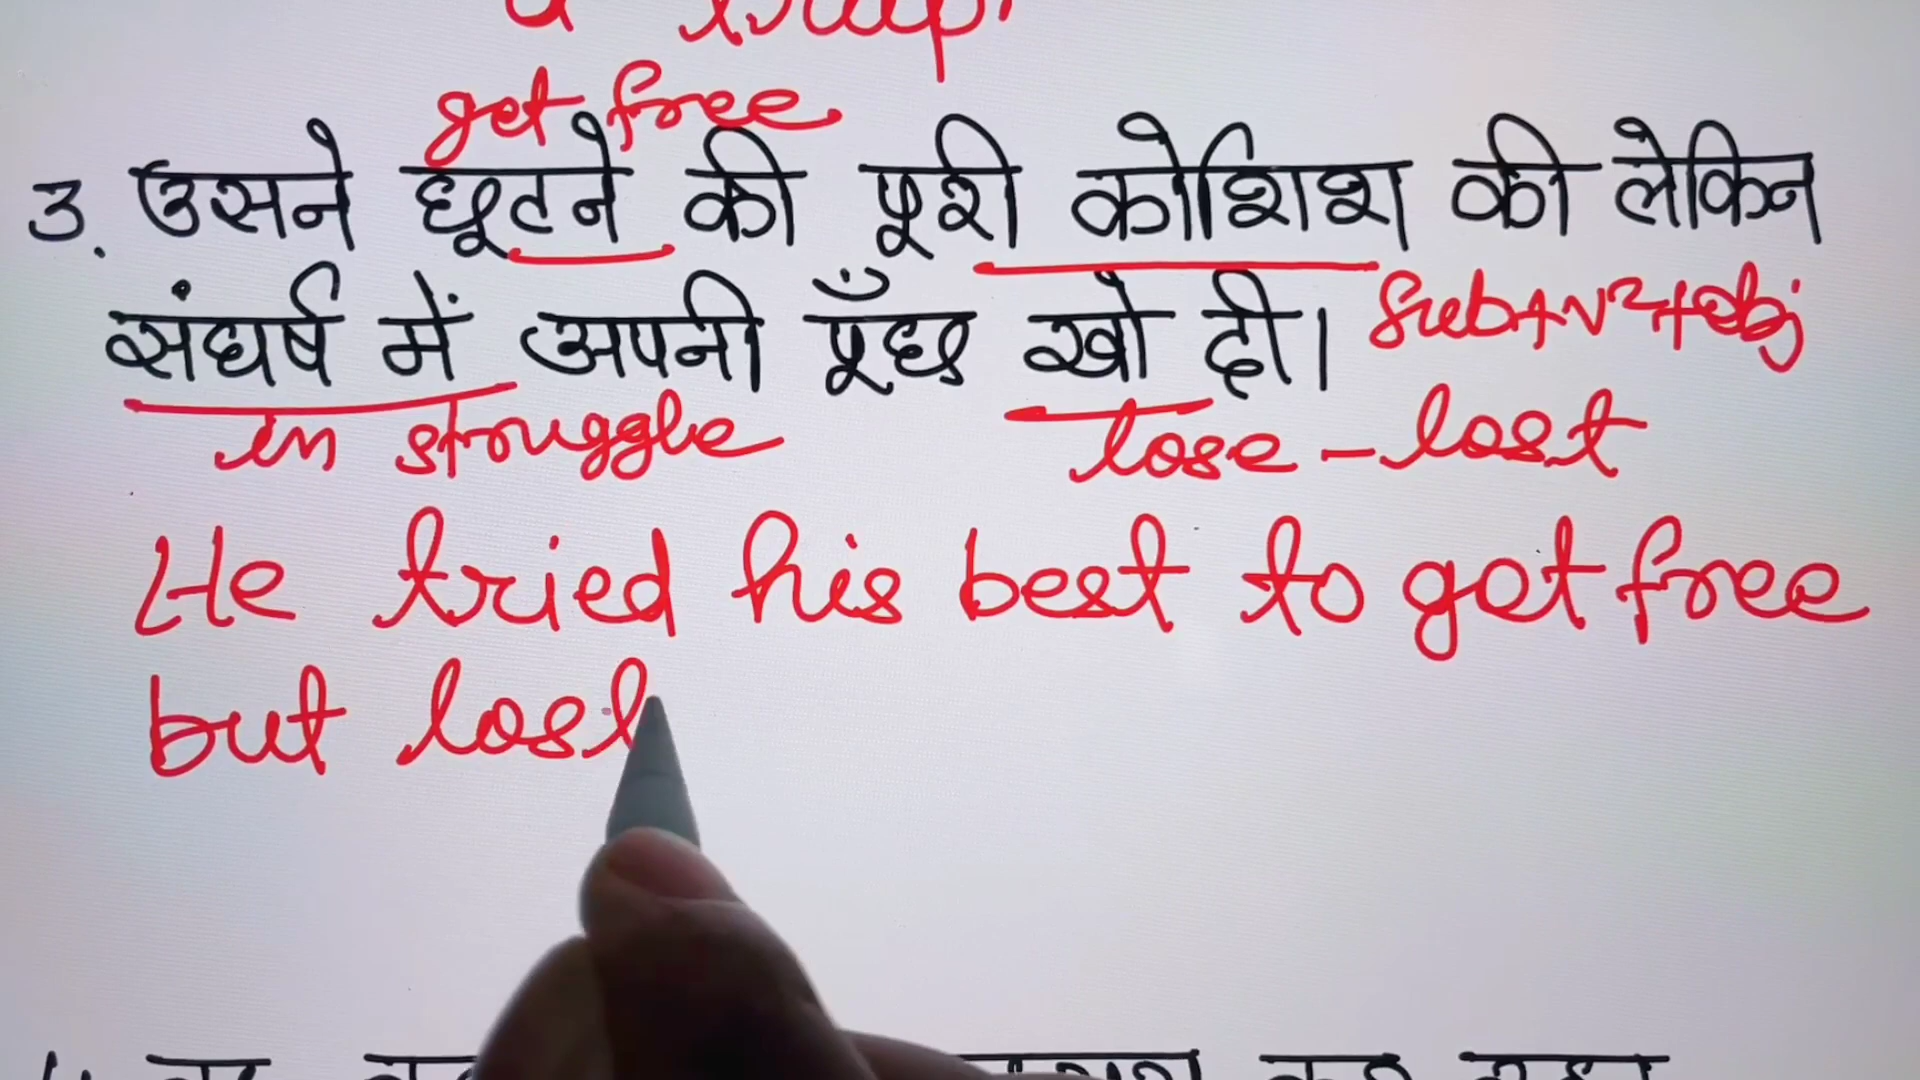 a trap.
get free
3. उसने छूटने की पूरी कोशिश की लेकिन
संघर्ष में अपनी पूँछ खो दी। Sub+v²+obj
in struggle lose - lost
He tried his best to get free
but lost